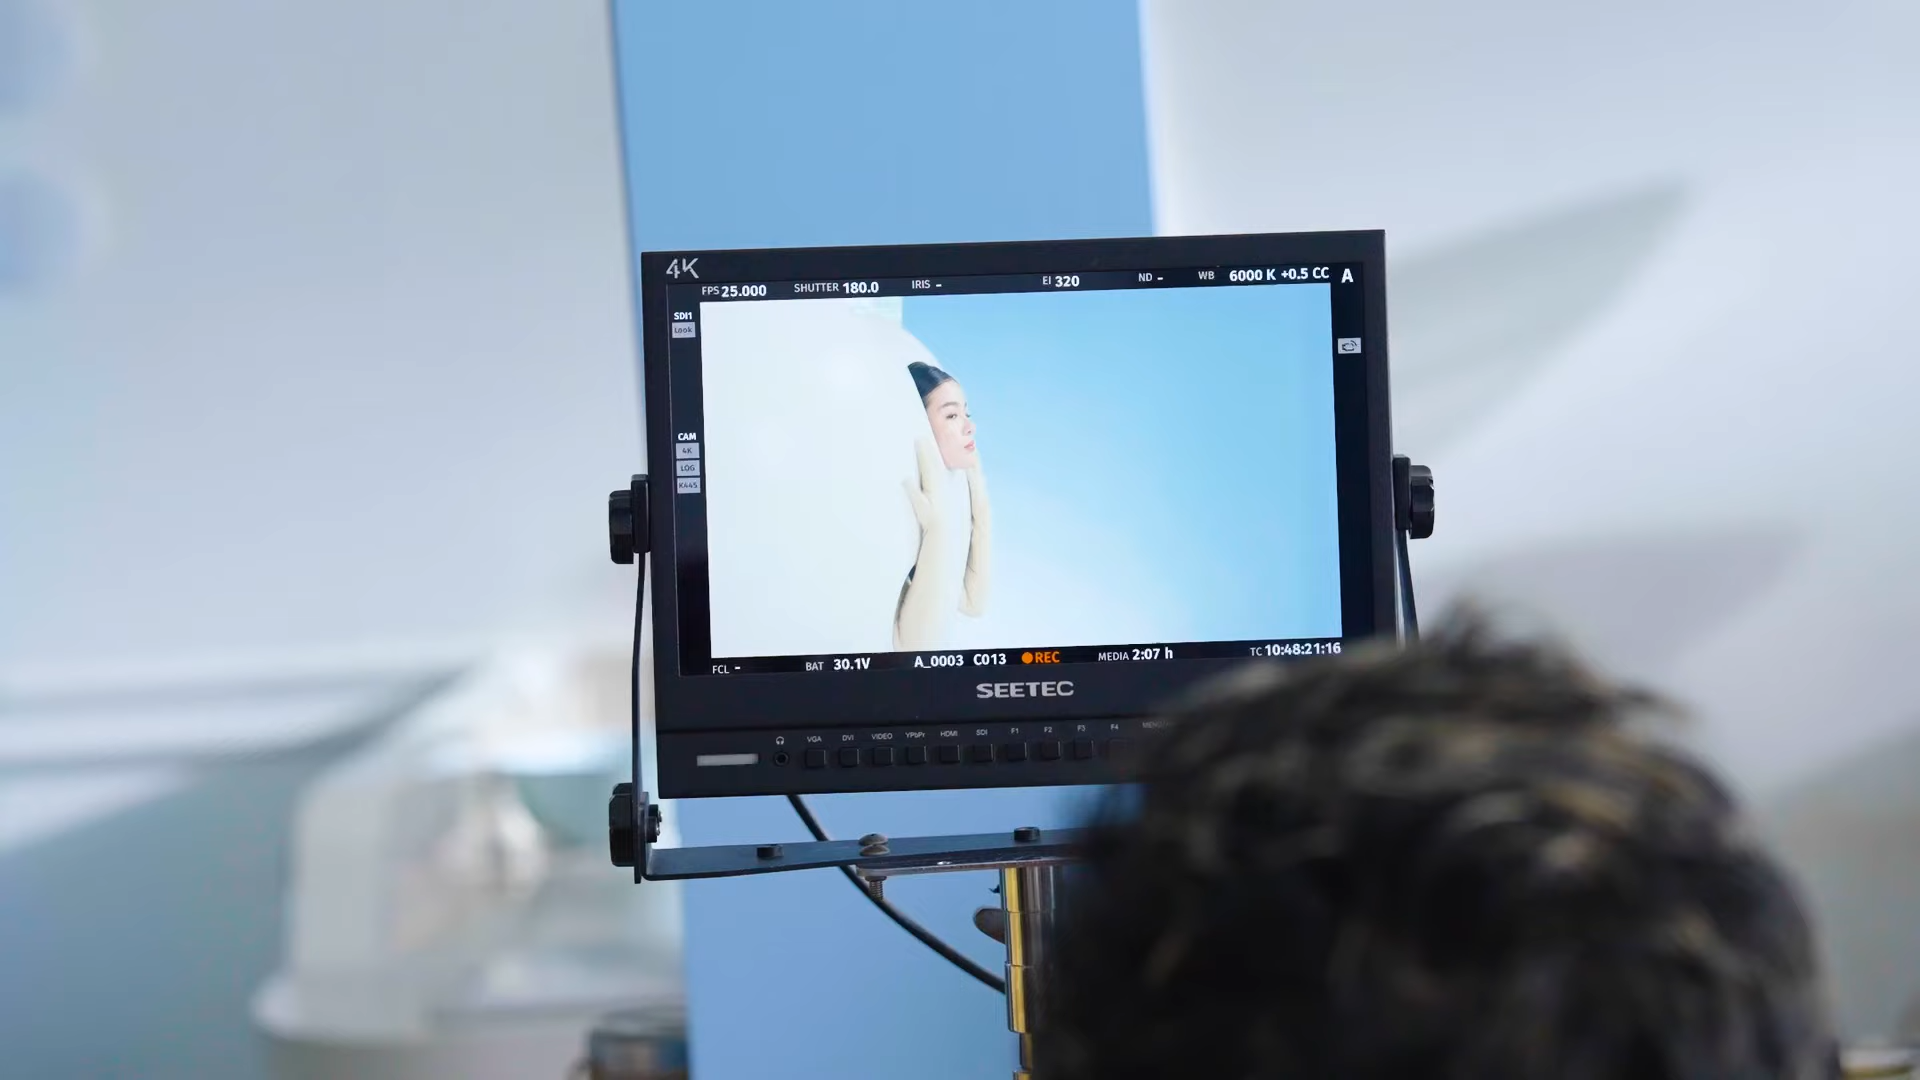 4K
FPS 25.000 SHUTTER 180.0 IRIS - EI 320 ND - WB 6000 K +0.5 CC A
SDI1
Look
CAM
4K
LOG
K445
FCL - BAT 30.1V A_0003 C013 REC MEDIA 2:07 h TC 10:48:21:16
SEETEC
VGA DVI VIDEO YPbPr HDMI SDI F1 F2 F3 F4